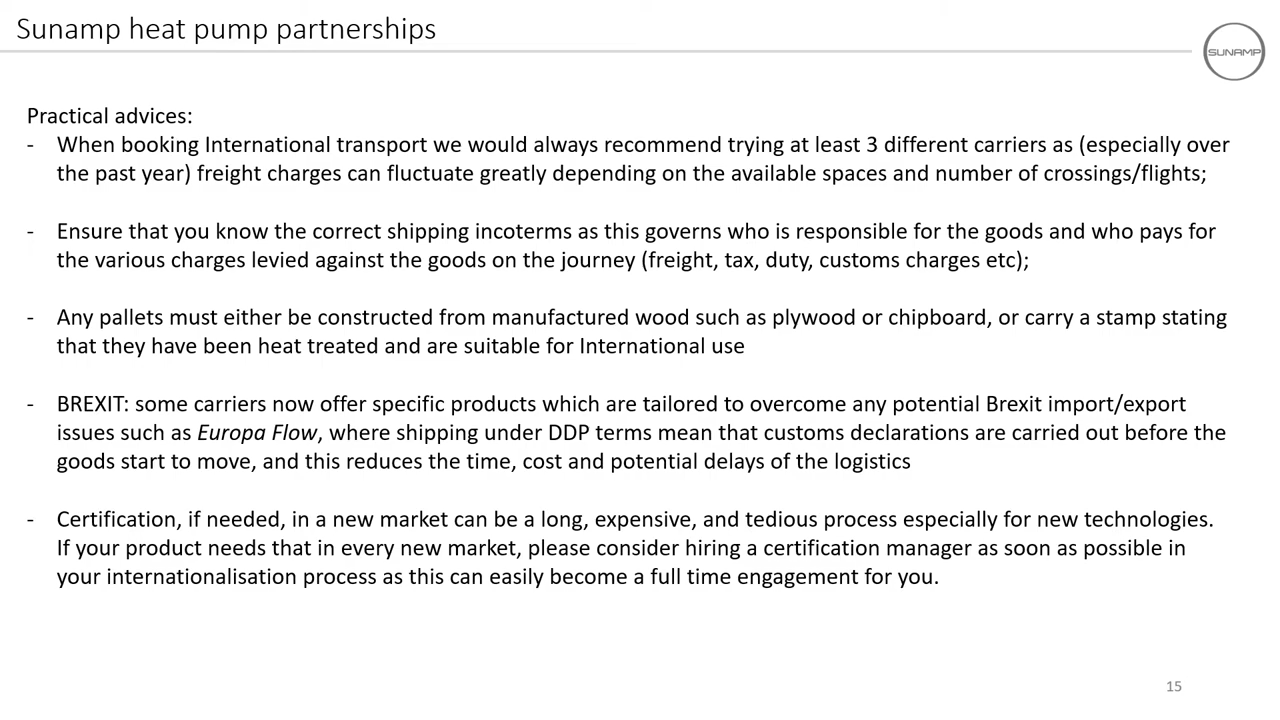 Sunamp heat pump partnerships
SUNAMP
Practical advices:
- When booking International transport we would always recommend trying at least 3 different carriers as (especially over
the past year) freight charges can fluctuate greatly depending on the available spaces and number of crossings/flights;
- Ensure that you know the correct shipping incoterms as this governs who is responsible for the goods and who pays for
the various charges levied against the goods on the journey (freight, tax, duty, customs charges etc);
- Any pallets must either be constructed from manufactured wood such as plywood or chipboard, or carry a stamp stating
that they have been heat treated and are suitable for International use
- BREXIT: some carriers now offer specific products which are tailored to overcome any potential Brexit import/export
issues such as Europa Flow, where shipping under DDP terms mean that customs declarations are carried out before the
goods start to move, and this reduces the time, cost and potential delays of the logistics
- Certification, if needed, in a new market can be a long, expensive, and tedious process especially for new technologies.
If your product needs that in every new market, please consider hiring a certification manager as soon as possible in
your internationalisation process as this can easily become a full time engagement for you.
15